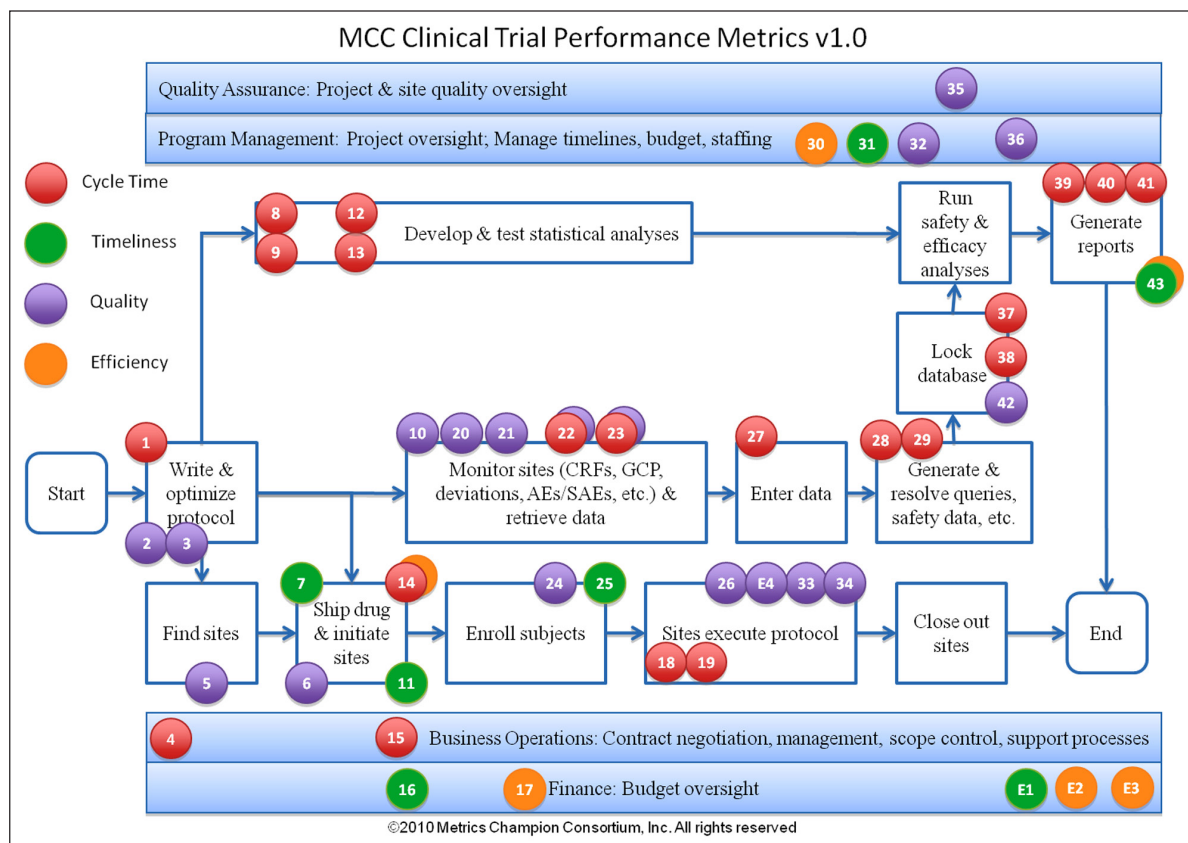 MCC Clinical Trial Performance Metrics v1.0
Quality Assurance: Project & site quality oversight
35
Program Management: Project oversight; Manage timelines, budget, staffing
30
31
32
36
Cycle Time
Timeliness
Quality
Efficiency
8
12
9
13
Develop & test statistical analyses
Run
safety &
efficacy
analyses
39
40
41
Generate
reports
43
37
38
42
Lock
database
Start
1
Write &
optimize
protocol
2
3
10
20
21
22
23
Monitor sites (CRFs, GCP,
deviations, AEs/SAEs, etc.) &
retrieve data
27
Enter data
28
29
Generate &
resolve queries,
safety data, etc.
Find sites
5
7
14
Ship drug
& initiate
sites
6
11
24
25
Enroll subjects
26
E4
33
34
Sites execute protocol
18
19
Close out
sites
End
4
15
Business Operations: Contract negotiation, management, scope control, support processes
16
17
Finance: Budget oversight
E1
E2
E3
©2010 Metrics Champion Consortium, Inc. All rights reserved